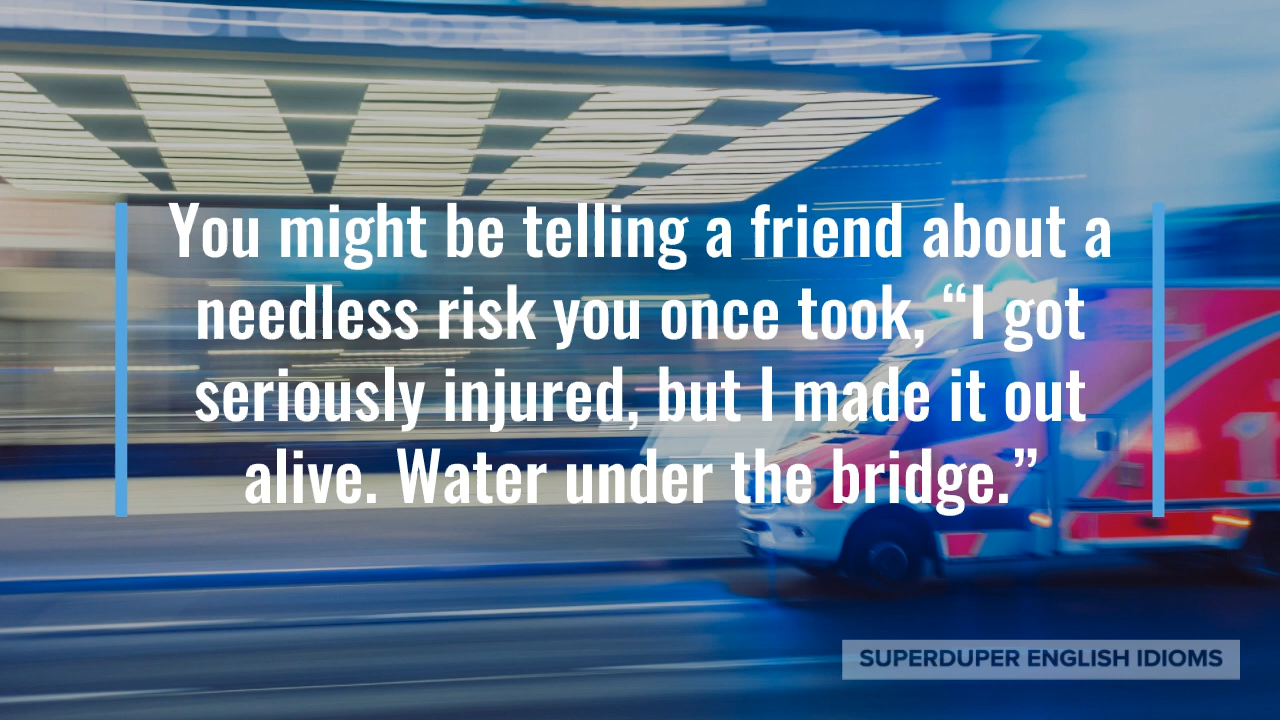 You might be telling a friend about a
needless risk you once took, “I got
seriously injured, but I made it out
alive. Water under the bridge.”
SUPERDUPER ENGLISH IDIOMS